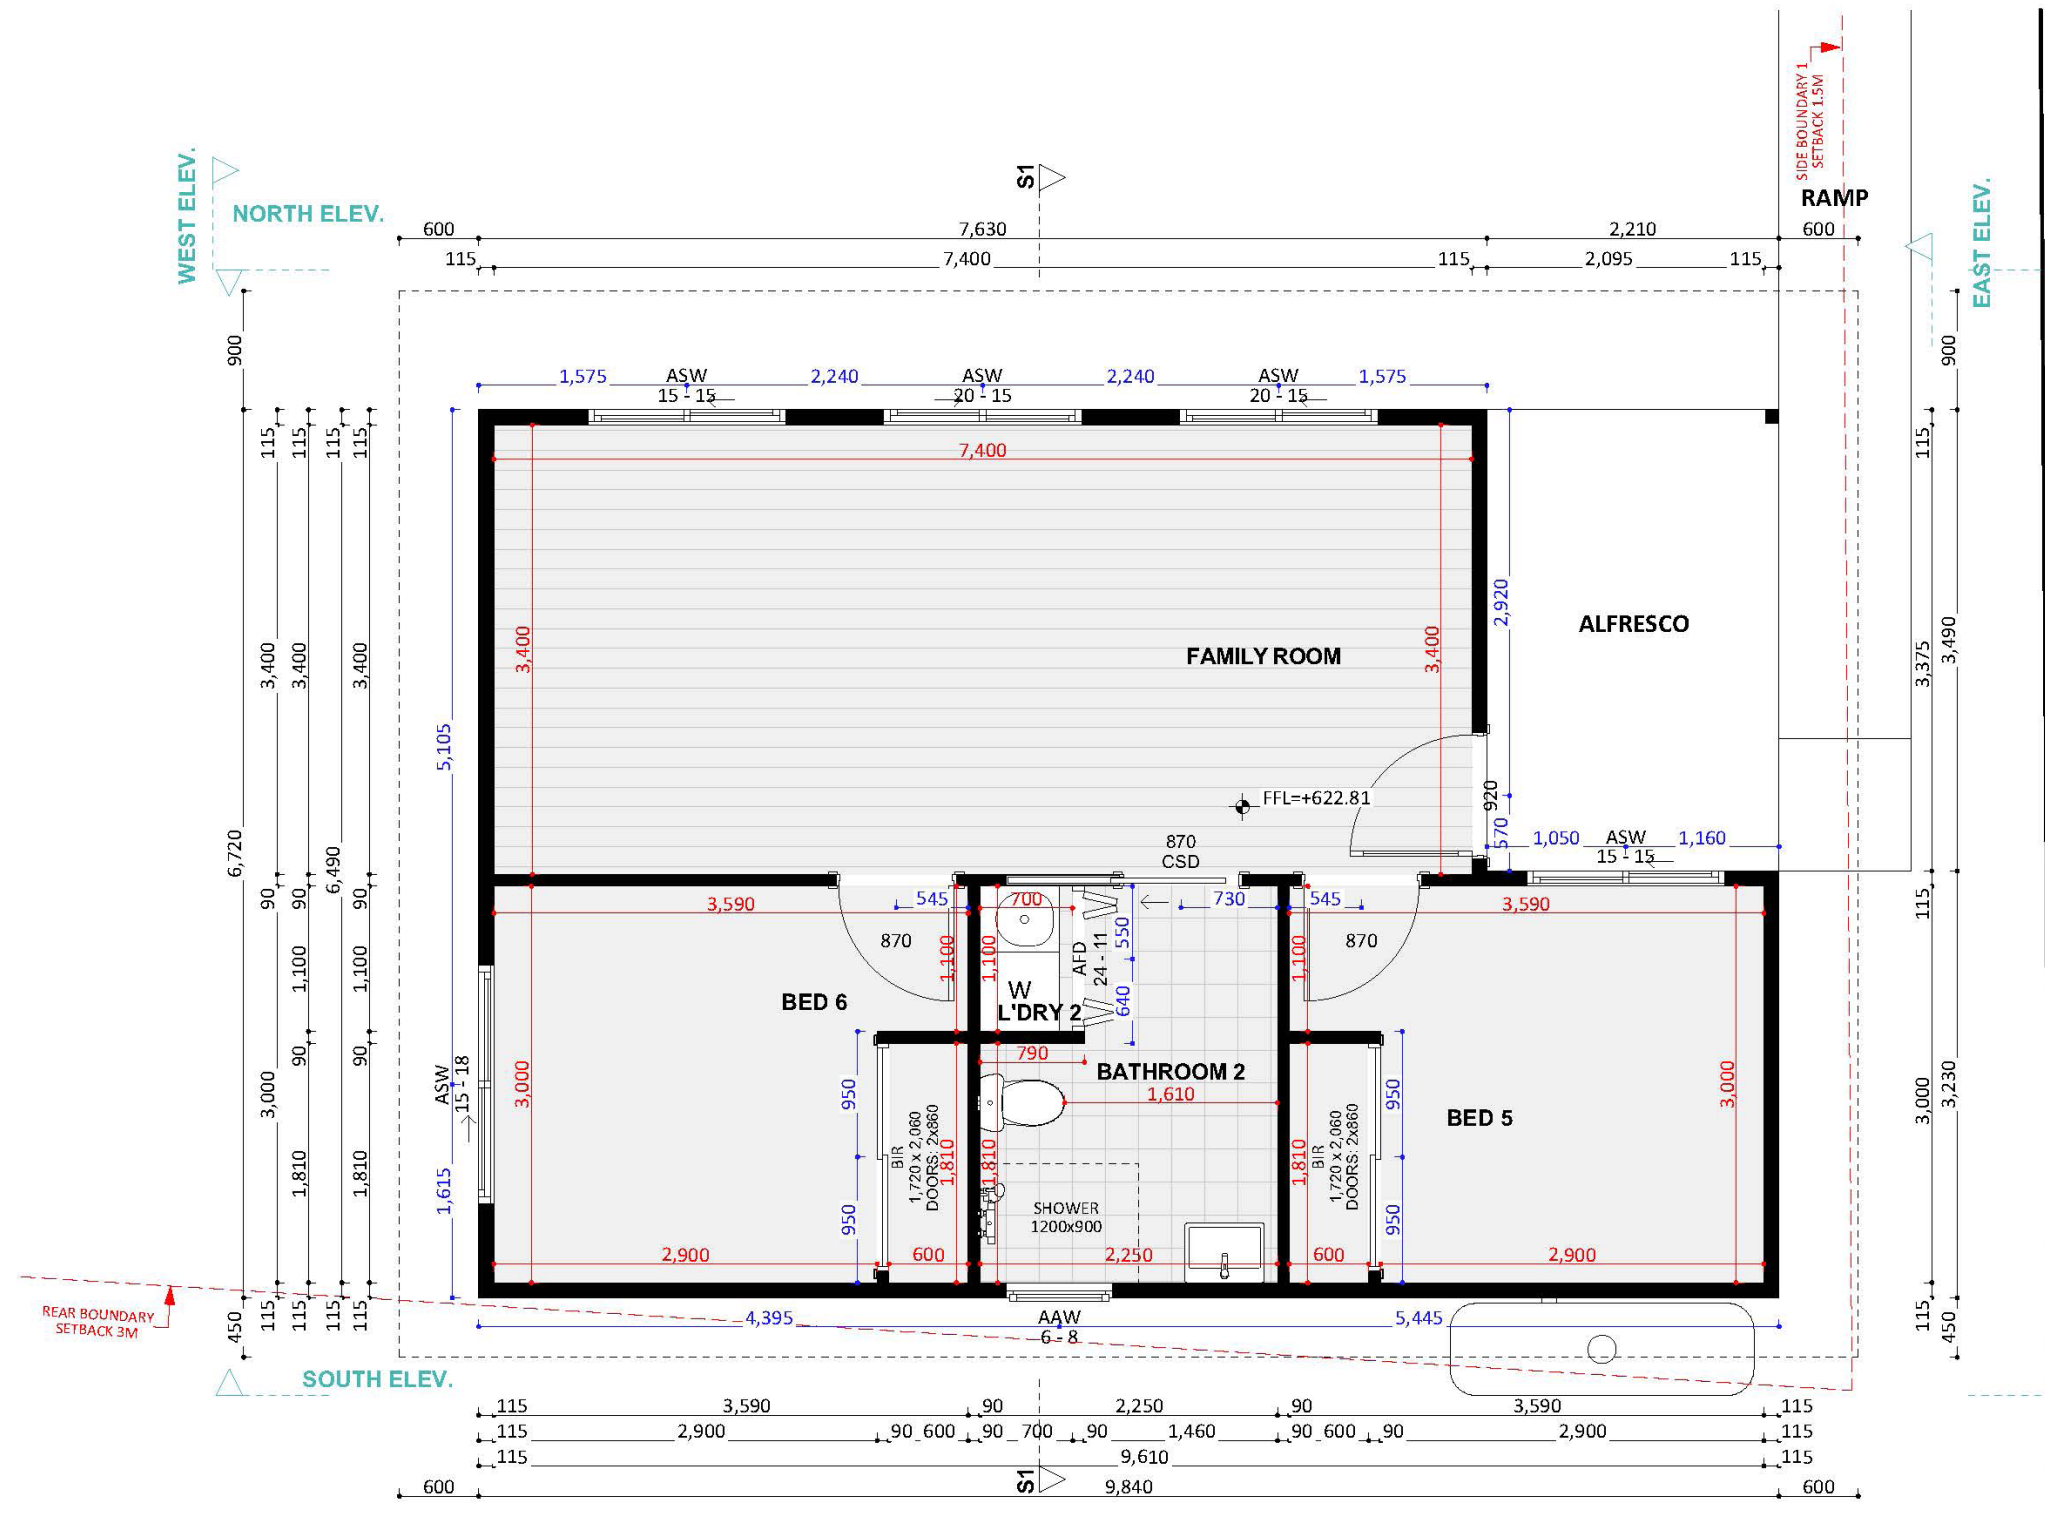 SIDE BOUNDARY 1
SETBACK 1.5M
RAMP
WEST ELEV.
NORTH ELEV.
S1
EAST ELEV.
600
7,630
2,210
600
115
7,400
115
2,095
115
1,575
ASW
15 - 15
2,240
ASW
20 - 15
2,240
ASW
20 - 15
1,575
900
115
115
115
115
900
115
7,400
3,400
3,400
FAMILY ROOM
2,920
ALFRESCO
3,400
3,400
3,400
3,375
3,490
5,105
6,720
6,490
FFL=+622.81
920
570
870
CSD
1,050
ASW
15 - 15
1,160
90
90
90
115
3,590
545
700
730
545
3,590
870
870
1,100
1,100
550
AFD
24 - 11
640
1,100
1,100
1,100
BED 6
W
L'DRY 2
90
90
ASW
15 - 18
3,000
3,000
790
BATHROOM 2
1,610
950
950
BIR
1,720 x 2,060
DOORS: 2x860
1,810
1,810
1,810
BIR
1,720 x 2,060
DOORS: 2x860
950
950
BED 5
3,000
3,000
3,230
1,810
1,810
1,615
SHOWER
1200x900
2,900
600
2,250
600
2,900
REAR BOUNDARY
SETBACK 3M
450
115
115
115
115
4,395
AAW
6 - 8
5,445
115
450
SOUTH ELEV.
115
3,590
90
2,250
90
3,590
115
115
2,900
90
600
90
700
90
1,460
90
600
90
2,900
115
115
9,610
115
S1
600
9,840
600